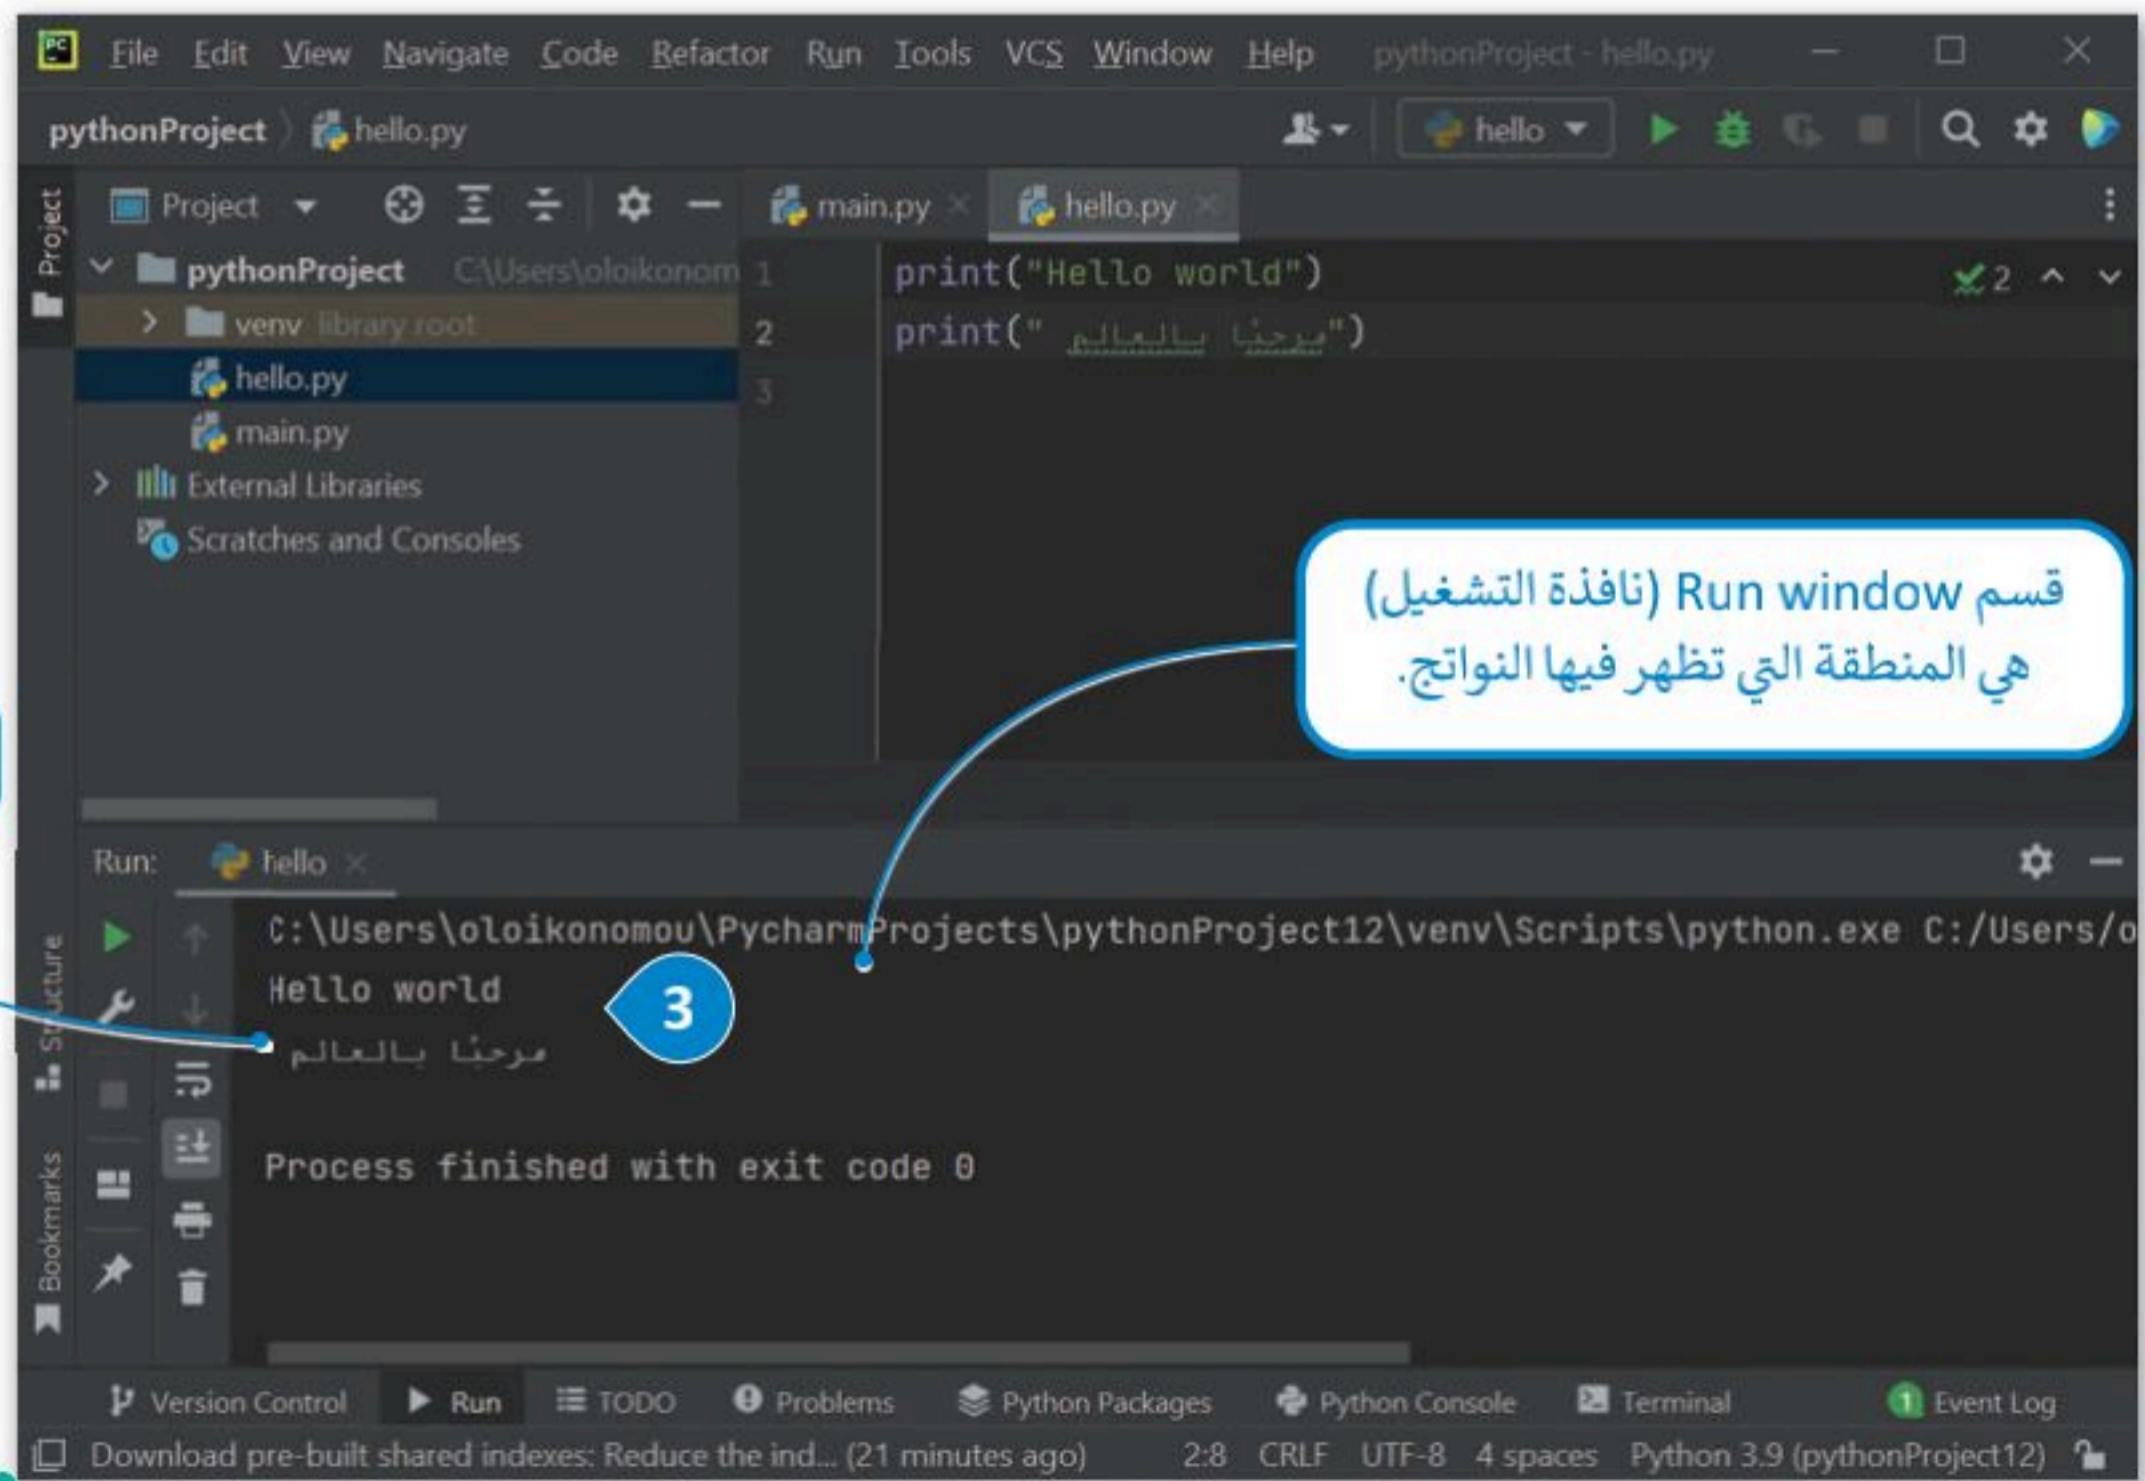 PC File Edit View Navigate Code Refactor Run Tools VCS Window Help pythonProject - hello.py
pythonProject hello.py hello
Project
Project main.py hello.py
pythonProject C:\Users\oloikonom
venv library root
hello.py
main.py
External Libraries
Scratches and Consoles
1 print("Hello world")
2 print(" مرحبًا بالعالم")
3
2
قسم Run window (نافذة التشغيل)
هي المنطقة التي تظهر فيها النواتج.
Run: hello
C:\Users\oloikonomou\PycharmProjects\pythonProject12\venv\Scripts\python.exe C:/Users/o
Hello world
3
مرحبًا بالعالم
Process finished with exit code 0
Structure
Bookmarks
Version Control Run TODO Problems Python Packages Python Console Terminal 1 Event Log
Download pre-built shared indexes: Reduce the ind... (21 minutes ago) 2:8 CRLF UTF-8 4 spaces Python 3.9 (pythonProject12)